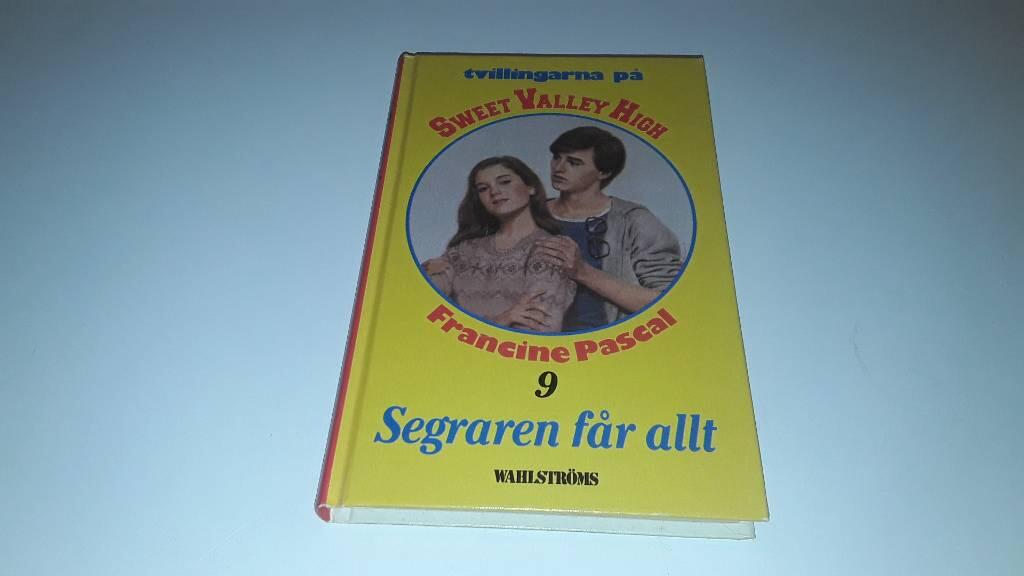 tvillingarna på
SWEET VALLEY HIGH
Francine Pascal
9
Segraren får allt
WAHLSTRÖMS